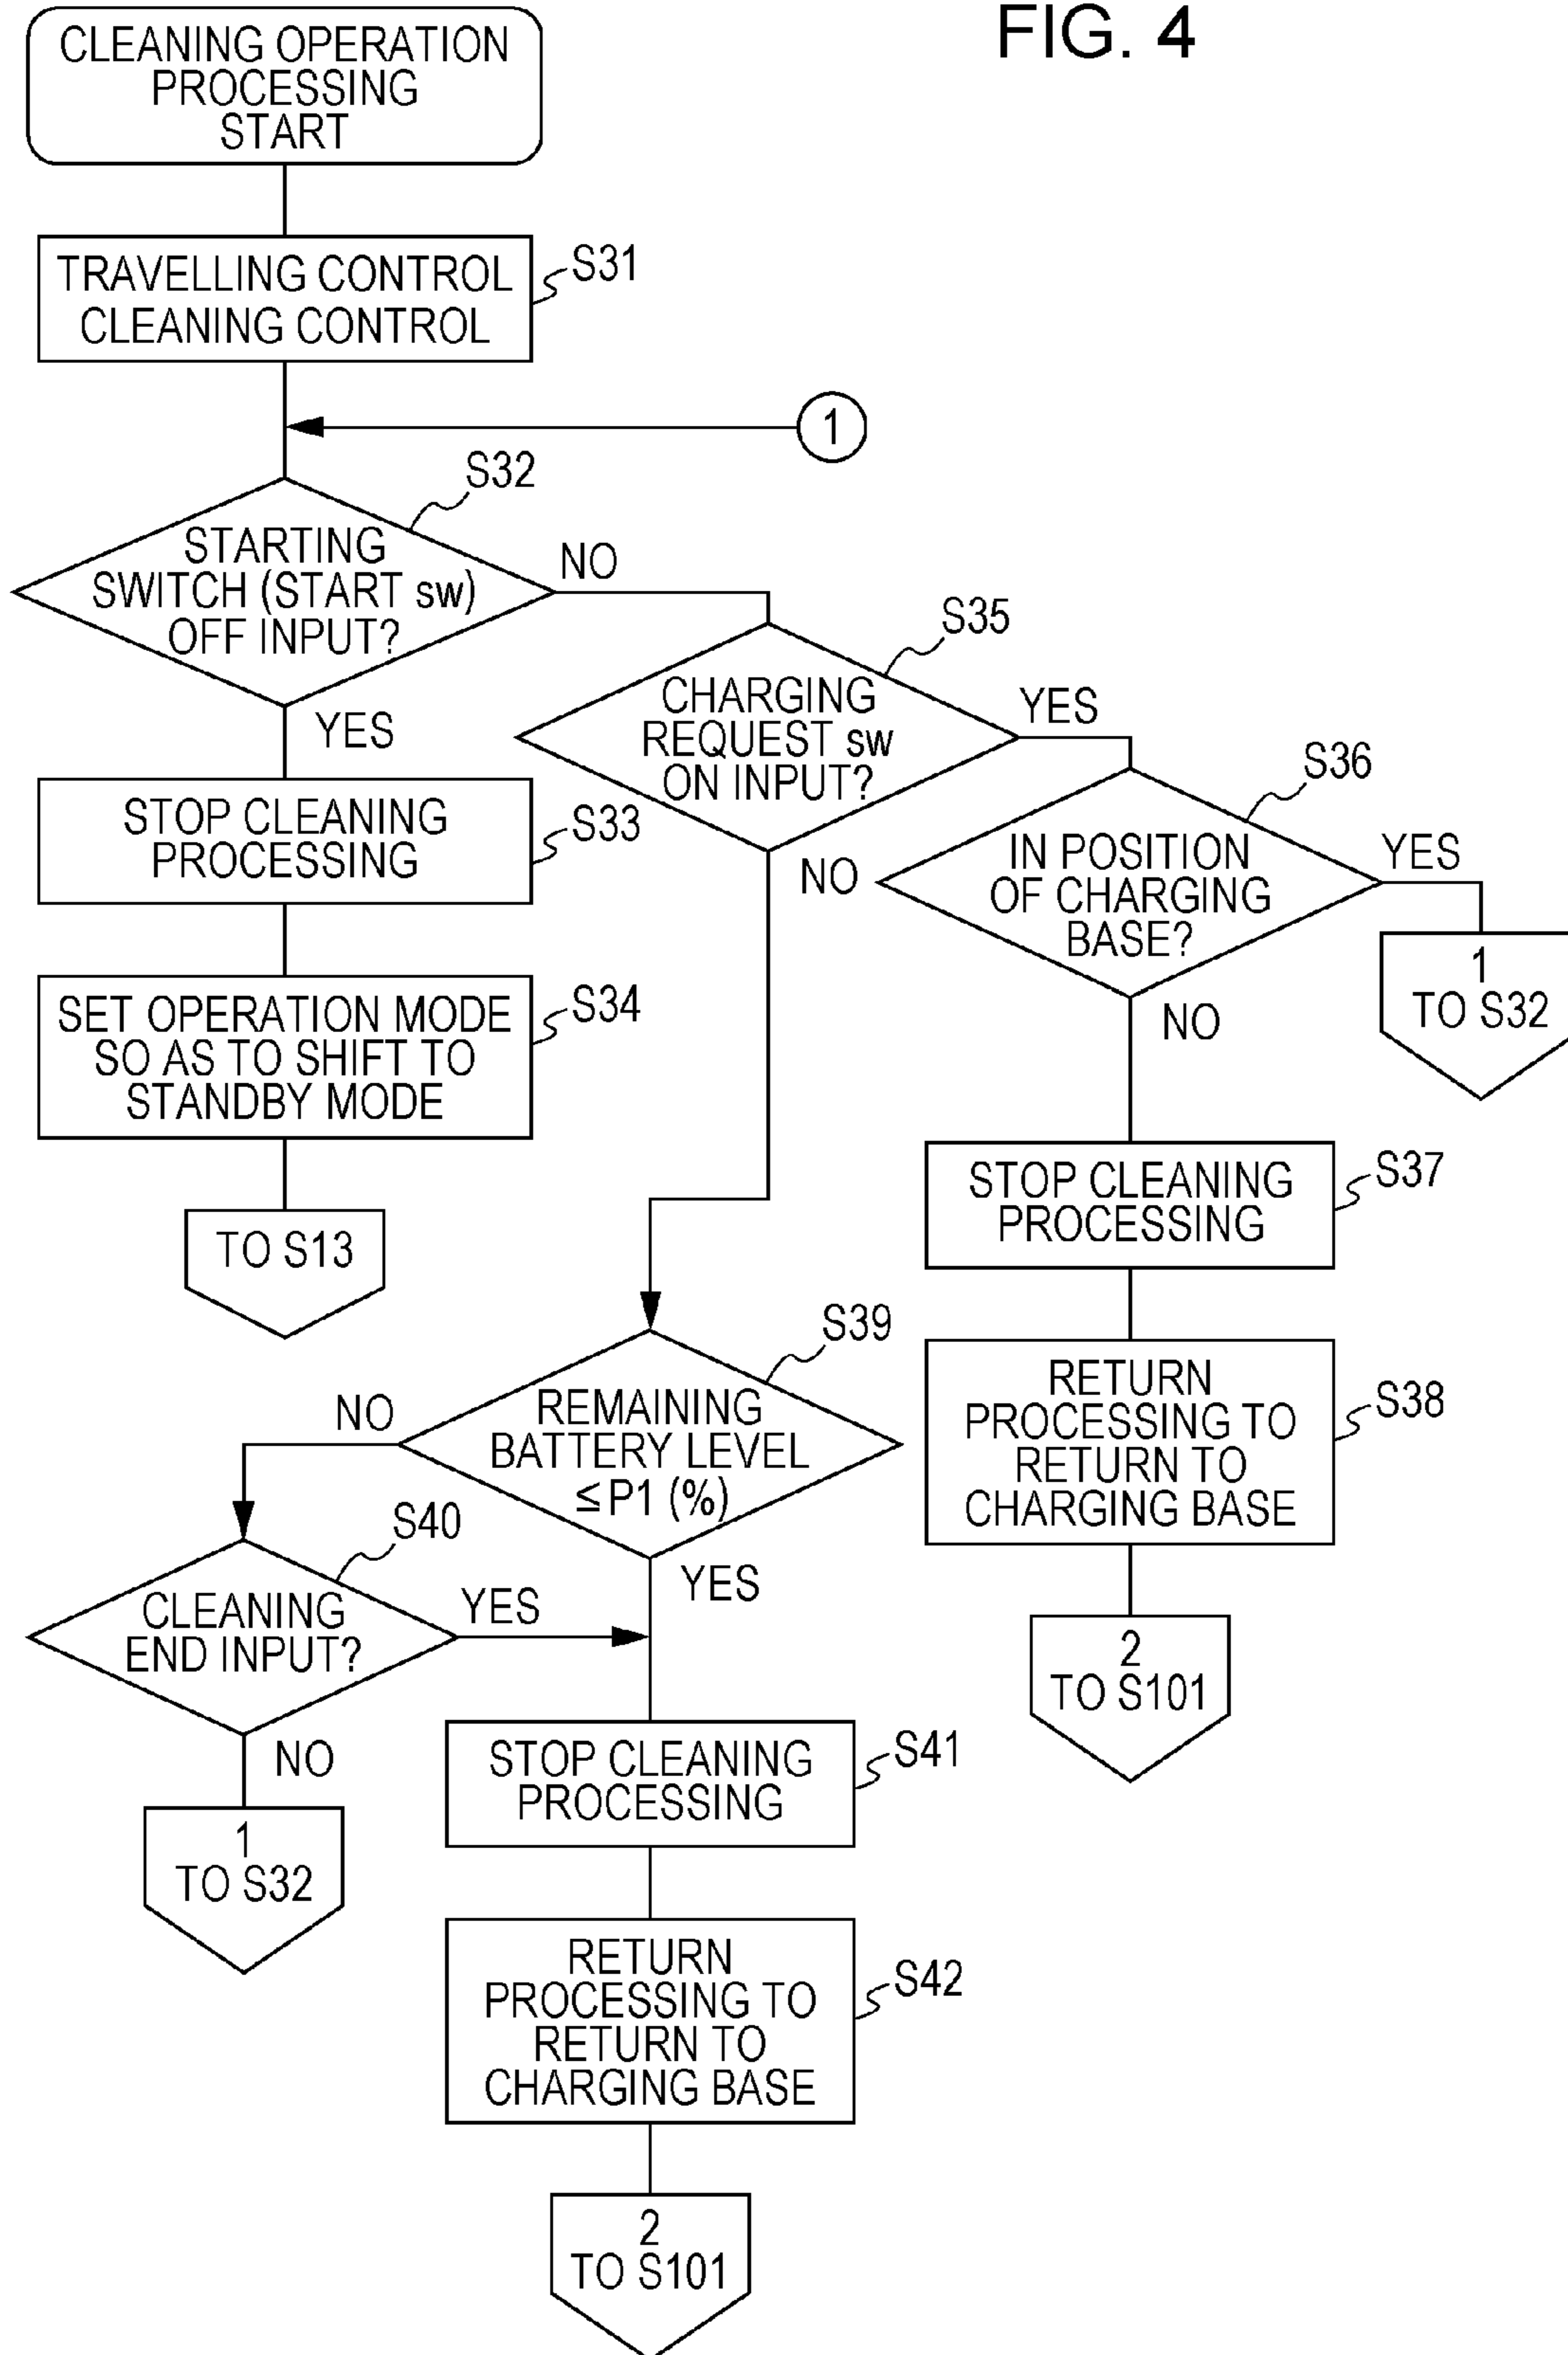 FIG. 4
CLEANING OPERATION
PROCESSING
START
TRAVELLING CONTROL
CLEANING CONTROL
S31
1
S32
STARTING
SWITCH (START sw)
OFF INPUT?
NO
YES
STOP CLEANING
PROCESSING
S33
SET OPERATION MODE
SO AS TO SHIFT TO
STANDBY MODE
S34
TO S13
S35
CHARGING
REQUEST sw
ON INPUT?
YES
NO
S36
IN POSITION
OF CHARGING
BASE?
YES
1
TO S32
NO
STOP CLEANING
PROCESSING
S37
RETURN
PROCESSING TO
RETURN TO
CHARGING BASE
S38
2
TO S101
S39
REMAINING
BATTERY LEVEL
≦ P1 (%)
NO
YES
S40
CLEANING
END INPUT?
YES
NO
1
TO S32
STOP CLEANING
PROCESSING
S41
RETURN
PROCESSING TO
RETURN TO
CHARGING BASE
S42
2
TO S101